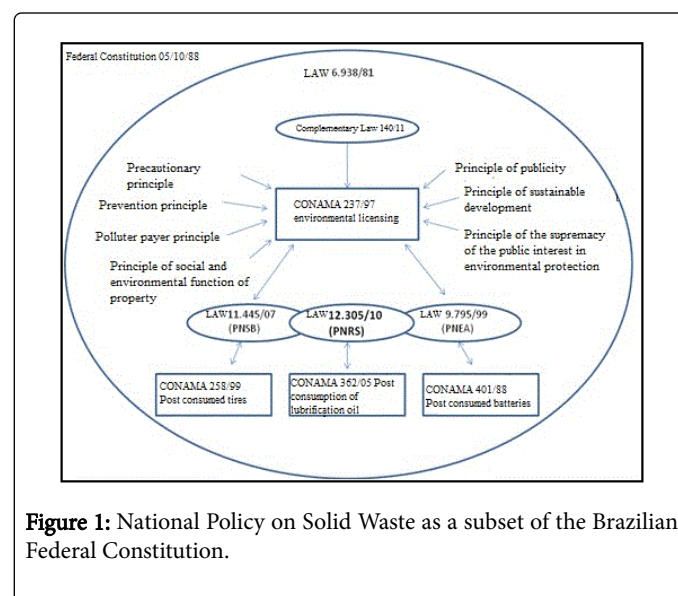 Federal Constitution 05/10/88
LAW 6.938/81
Complementary Law 140/11
Precautionary
principle
Prevention principle
Polluter payer principle
Principle of social and
environmental function of
property
CONAMA 237/97
environmental licensing
Principle of publicity
Principle of sustainable
development
Principle of the supremacy
of the public interest in
environmental protection
LAW11.445/07
(PNSB)
LAW12.305/10
(PNRS)
LAW 9.795/99
(PNEA)
CONAMA 258/99
Post consumed tires
CONAMA 362/05 Post
consumption of
lubrification oil
CONAMA 401/88
Post consumed batteries
Figure 1: National Policy on Solid Waste as a subset of the Brazilian
Federal Constitution.